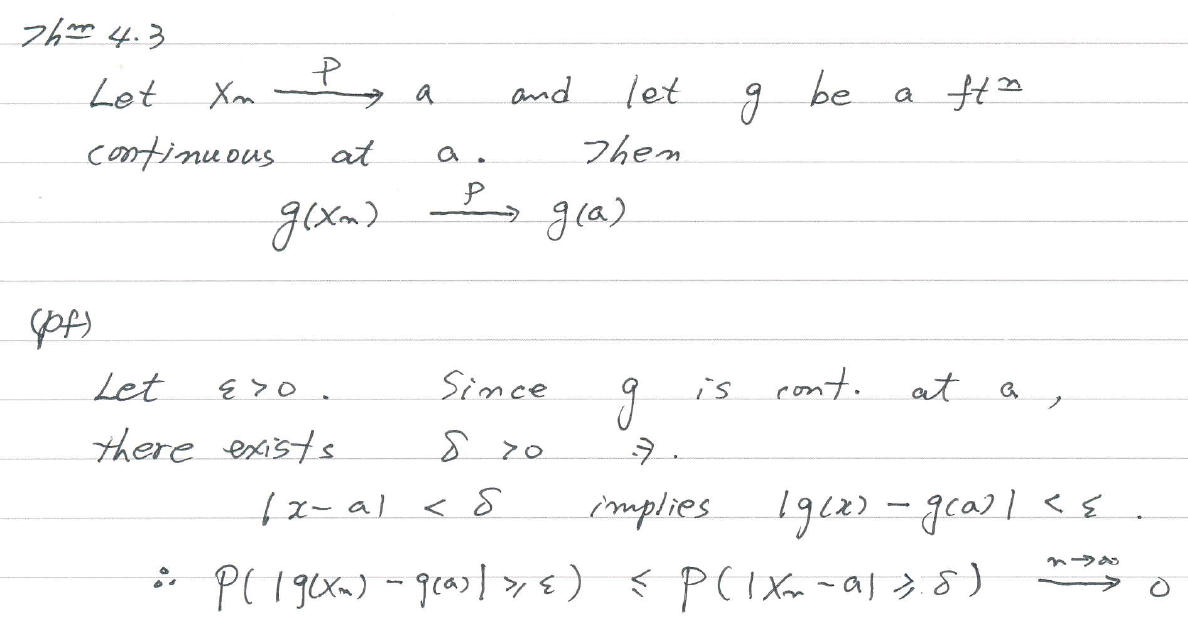 Thm 4.3
Let Xn P→ a and let g be a ftn
continuous at a. Then
g(Xn) P→ g(a)
(pf)
Let ε>0. Since g is cont. at a,
there exists δ>0 ∋.
|x-a| < δ implies |g(x) - g(a)| < ε.
∴ P(|g(Xn) - g(a)| ≥ ε) ≤ P(|Xn - a| ≥ δ) n→∞→ 0